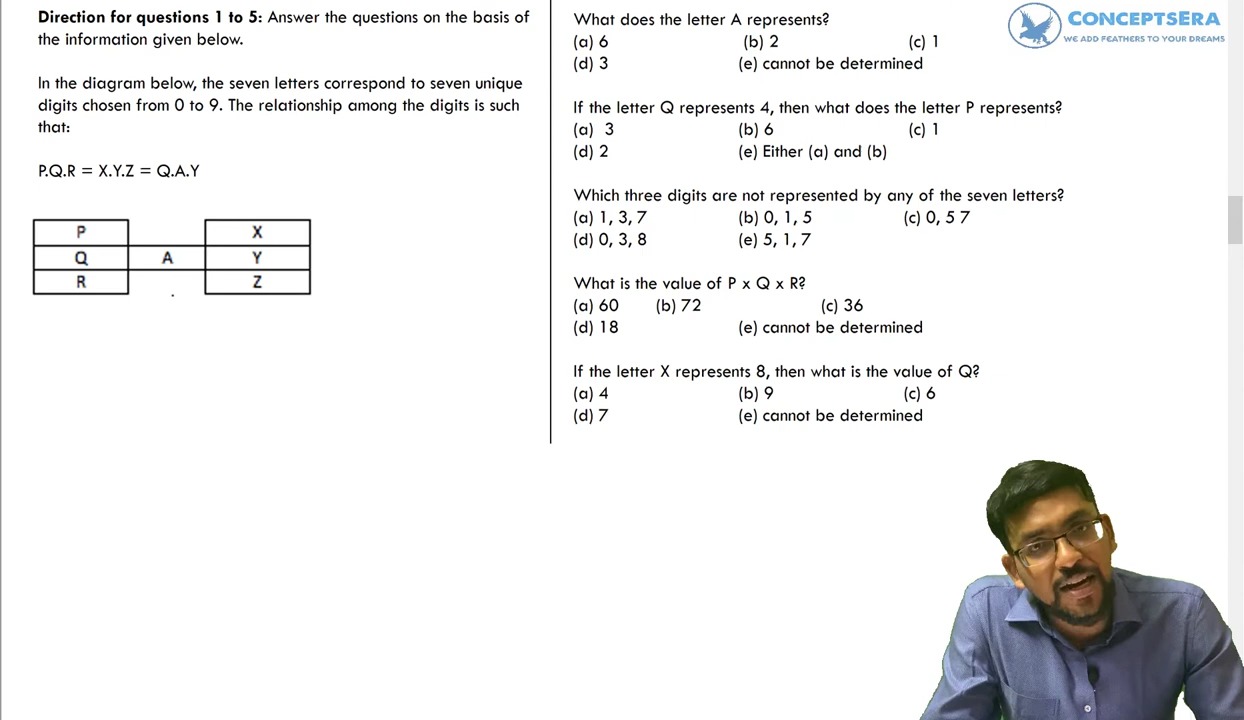 Direction for questions 1 to 5: Answer the questions on the basis of
the information given below.
In the diagram below, the seven letters correspond to seven unique
digits chosen from 0 to 9. The relationship among the digits is such
that:
P.Q.R = X.Y.Z = Q.A.Y
P X
Q A Y
R Z
What does the letter A represents?
(a) 6 (b) 2 (c) 1
(d) 3 (e) cannot be determined
If the letter Q represents 4, then what does the letter P represents?
(a) 3 (b) 6 (c) 1
(d) 2 (e) Either (a) and (b)
Which three digits are not represented by any of the seven letters?
(a) 1, 3, 7 (b) 0, 1, 5 (c) 0, 5 7
(d) 0, 3, 8 (e) 5, 1, 7
What is the value of P x Q x R?
(a) 60 (b) 72 (c) 36
(d) 18 (e) cannot be determined
If the letter X represents 8, then what is the value of Q?
(a) 4 (b) 9 (c) 6
(d) 7 (e) cannot be determined
CONCEPTSERA
WE ADD FEATHERS TO YOUR DREAMS